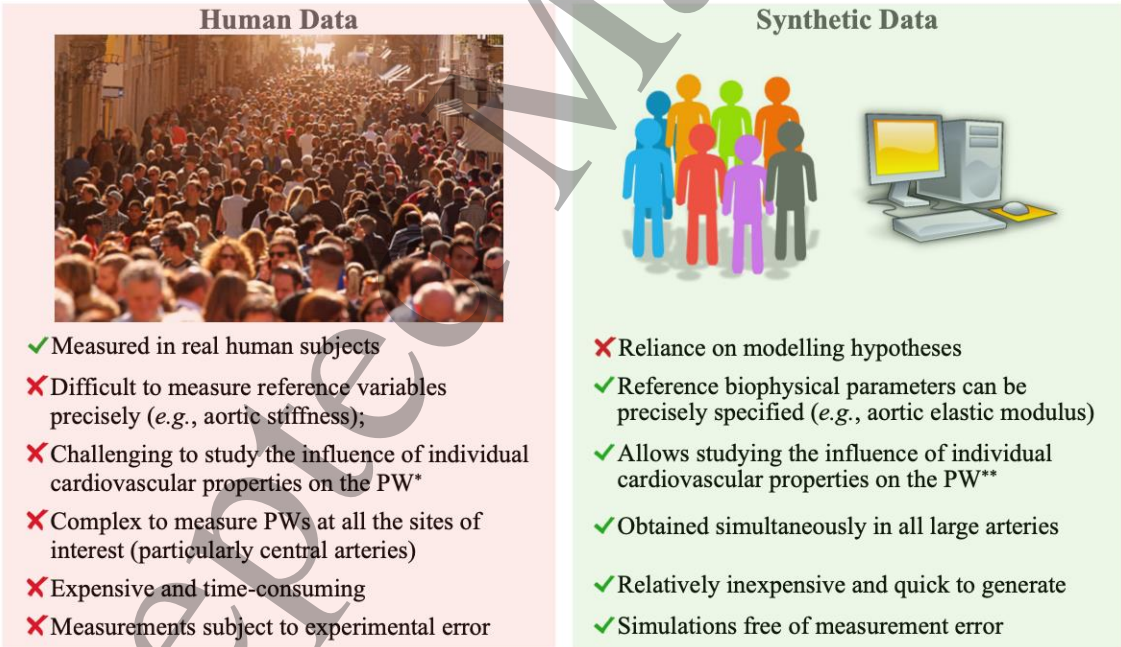 Human Data
✓ Measured in real human subjects
✗ Difficult to measure reference variables
precisely (e.g., aortic stiffness);
✗ Challenging to study the influence of individual
cardiovascular properties on the PW*
✗ Complex to measure PWs at all the sites of
interest (particularly central arteries)
✗ Expensive and time-consuming
✗ Measurements subject to experimental error
Synthetic Data
✗ Reliance on modelling hypotheses
✓ Reference biophysical parameters can be
precisely specified (e.g., aortic elastic modulus)
✓ Allows studying the influence of individual
cardiovascular properties on the PW**
✓ Obtained simultaneously in all large arteries
✓ Relatively inexpensive and quick to generate
✓ Simulations free of measurement error
epted M